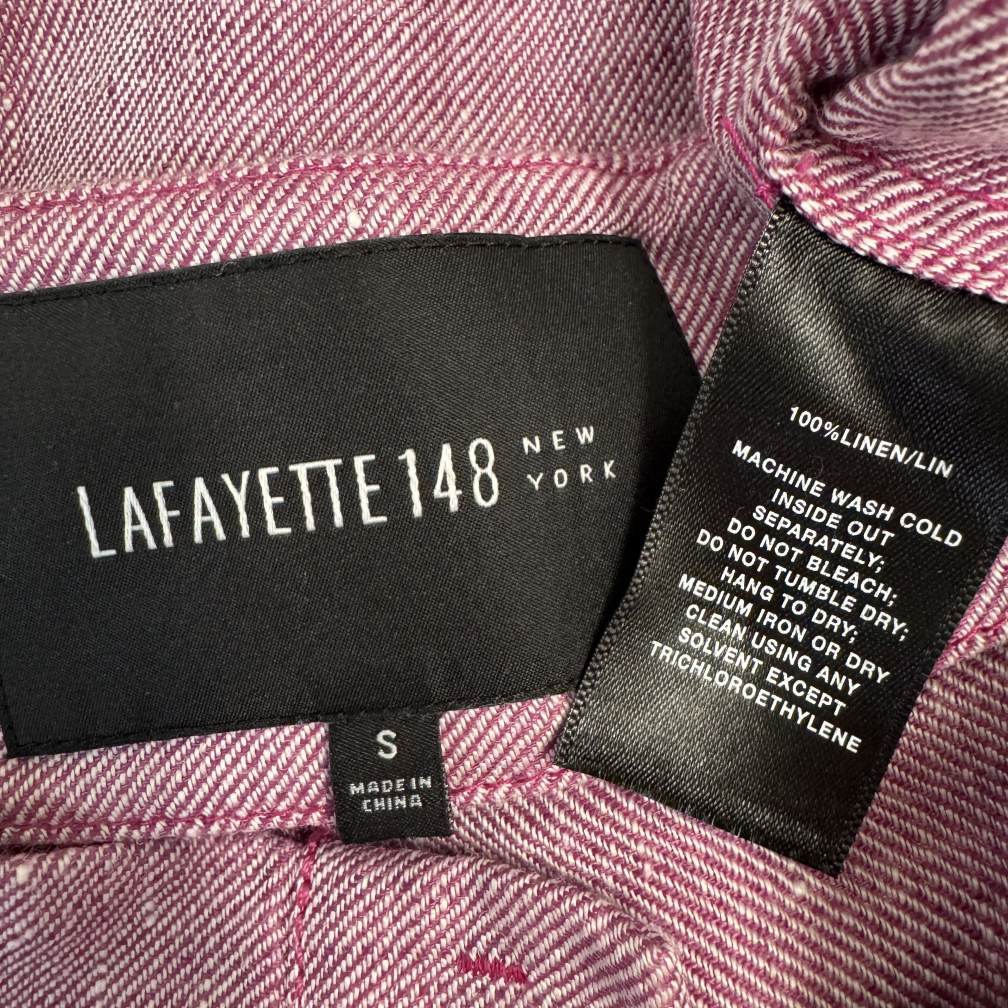 LAFAYETTE 148 NEW
YORK
S
MADE IN
CHINA
100%LINEN/LIN
MACHINE WASH COLD
INSIDE OUT
SEPARATELY;
DO NOT BLEACH;
DO NOT TUMBLE DRY;
HANG TO DRY;
MEDIUM IRON OR DRY
CLEAN USING ANY
SOLVENT EXCEPT
TRICHLOROETHYLENE